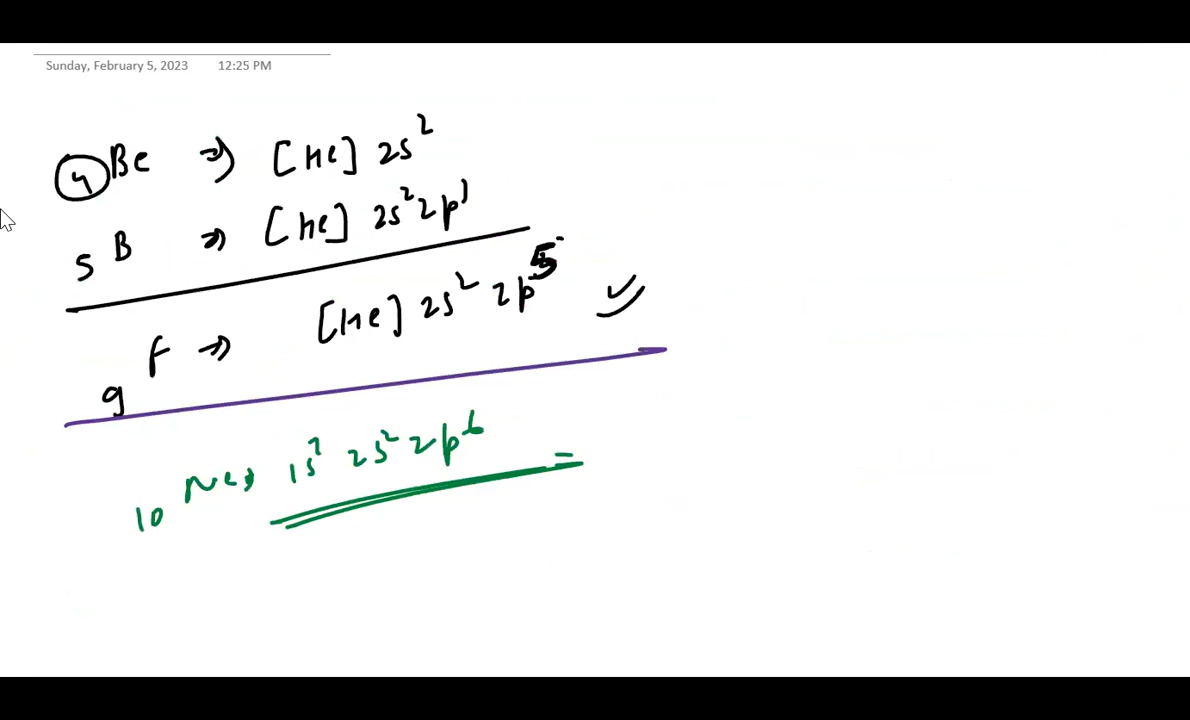 Sunday, February 5, 2023 12:25 PM
4 Be ⇒ [He] 2s²
5 B ⇒ [He] 2s² 2p¹
9 F ⇒ [He] 2s² 2p⁵
10 Ne ⇒ 1s² 2s² 2p⁶